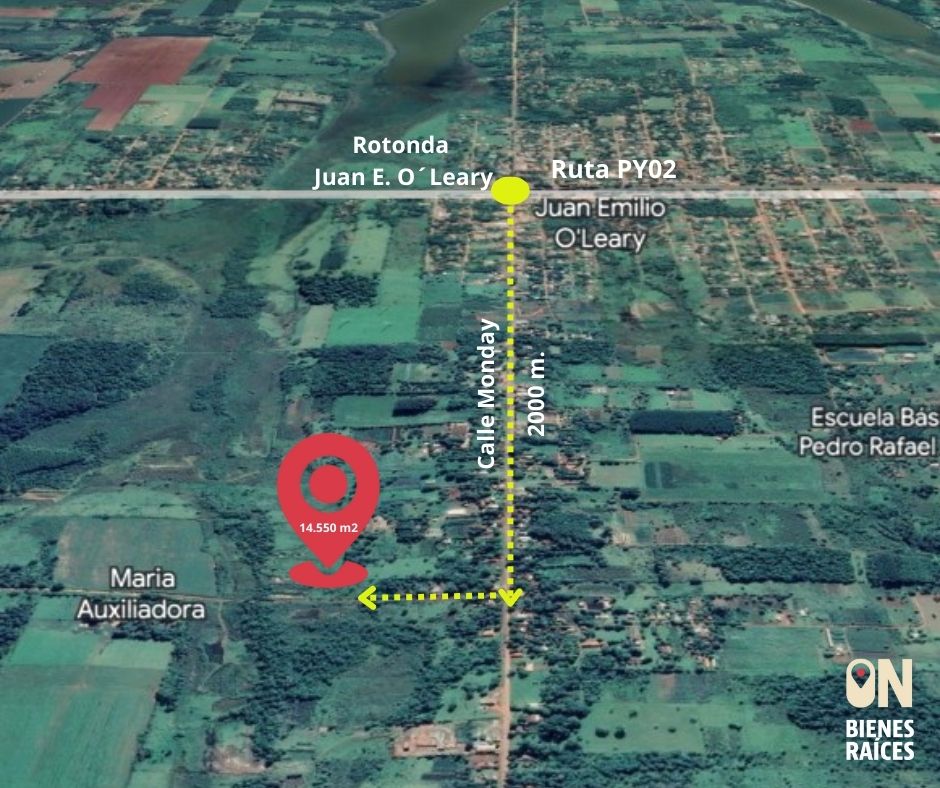 Rotonda
Juan E. O´Leary
Ruta PY02
Juan Emilio
O'Leary
Calle Monday
2000 m.
Escuela Bás
Pedro Rafael
14.550 m2
Maria
Auxiliadora
ON
BIENES
RAÍCES